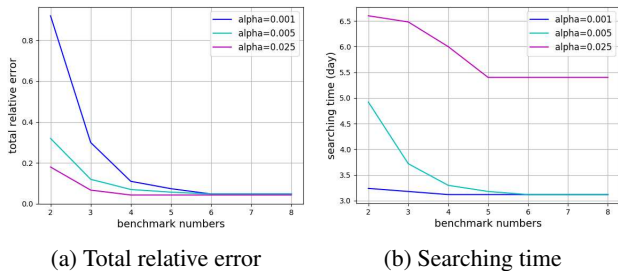 alpha=0.001
alpha=0.005
alpha=0.025
total relative error
0.8
0.6
0.4
0.2
0.0
2 3 4 5 6 7 8
benchmark numbers
(a) Total relative error
alpha=0.001
alpha=0.005
alpha=0.025
searching time (day)
6.5
6.0
5.5
5.0
4.5
4.0
3.5
3.0
2 3 4 5 6 7 8
benchmark numbers
(b) Searching time